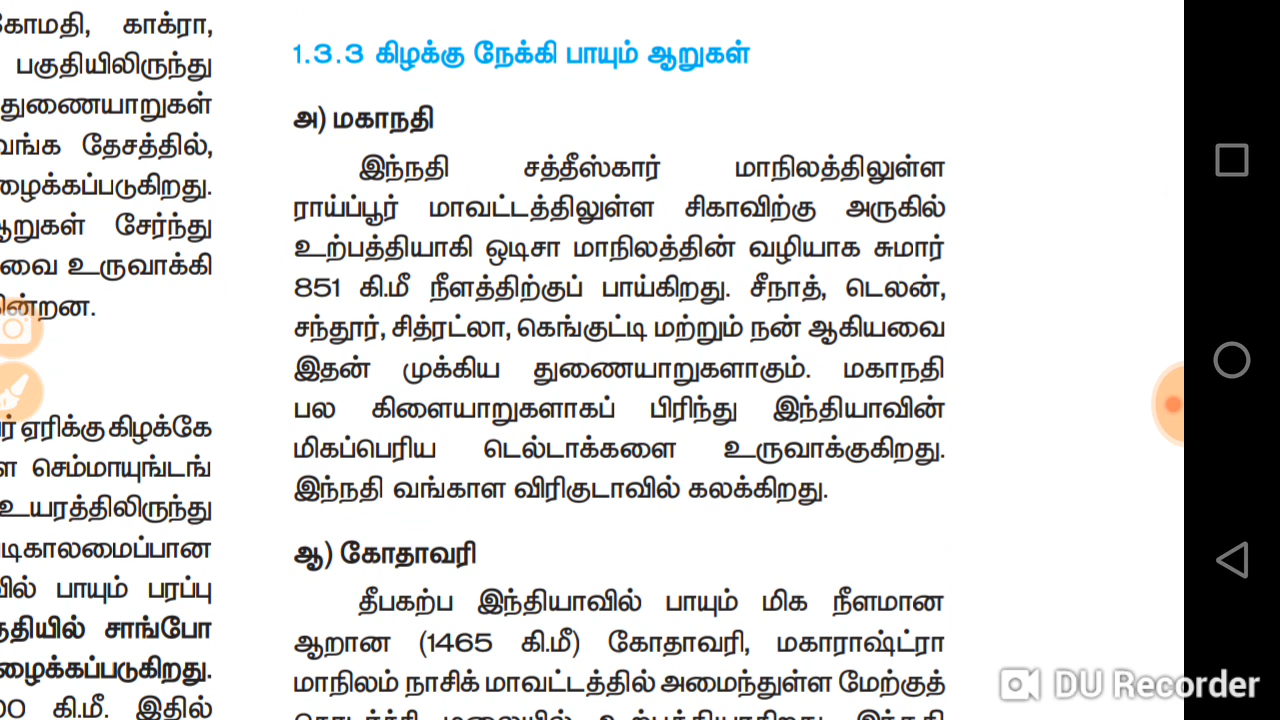 கோமதி, காக்ரா,
பகுதியிலிருந்து
துணையாறுகள்
வங்க தேசத்தில்,
ழைக்கப்படுகிறது.
ஆறுகள் சேர்ந்து
வை உருவாக்கி
கின்றன.
ர் ஏரிக்கு கிழக்கே
ள செம்மாயுங்டங்
உயரத்திலிருந்து
டிகாலமைப்பான
வில் பாயும் பரப்பு
குதியில் சாங்போ
ழைக்கப்படுகிறது.
00 கி.மீ. இதில்
1.3.3 கிழக்கு நேக்கி பாயும் ஆறுகள்
அ) மகாநதி
இந்நதி சத்தீஸ்கார் மாநிலத்திலுள்ள
ராய்ப்பூர் மாவட்டத்திலுள்ள சிகாவிற்கு அருகில்
உற்பத்தியாகி ஒடிசா மாநிலத்தின் வழியாக சுமார்
851 கி.மீ நீளத்திற்குப் பாய்கிறது. சீநாத், டெலன்,
சந்தூர், சித்ரட்லா, கெங்குட்டி மற்றும் நன் ஆகியவை
இதன் முக்கிய துணையாறுகளாகும். மகாநதி
பல கிளையாறுகளாகப் பிரிந்து இந்தியாவின்
மிகப்பெரிய டெல்டாக்களை உருவாக்குகிறது.
இந்நதி வங்காள விரிகுடாவில் கலக்கிறது.
ஆ) கோதாவரி
தீபகற்ப இந்தியாவில் பாயும் மிக நீளமான
ஆறான (1465 கி.மீ) கோதாவரி, மகாராஷ்ட்ரா
மாநிலம் நாசிக் மாவட்டத்தில் அமைந்துள்ள மேற்குத்
DU Recorder